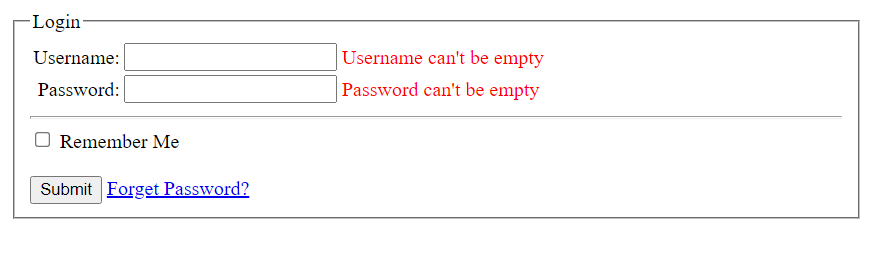 Login
Username: Username can't be empty
Password: Password can't be empty
Remember Me
Submit Forget Password?